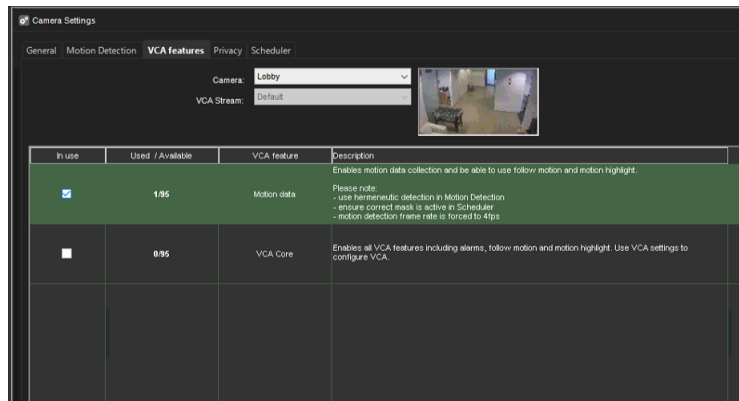 Camera Settings
General Motion Detection VCA features Privacy Scheduler
Camera: Lobby
VCA Stream: Default
In use Used / Available VCA feature Description
Enables motion data collection and be able to use follow motion and motion highlight.
Please note:
1/95 Motion data - use hermeneutic detection in Motion Detection
- ensure correct mask is active in Scheduler
- motion detection frame rate is forced to 4fps
0/95 VCA Core Enables all VCA features including alarms, follow motion and motion highlight. Use VCA settings to
configure VCA.